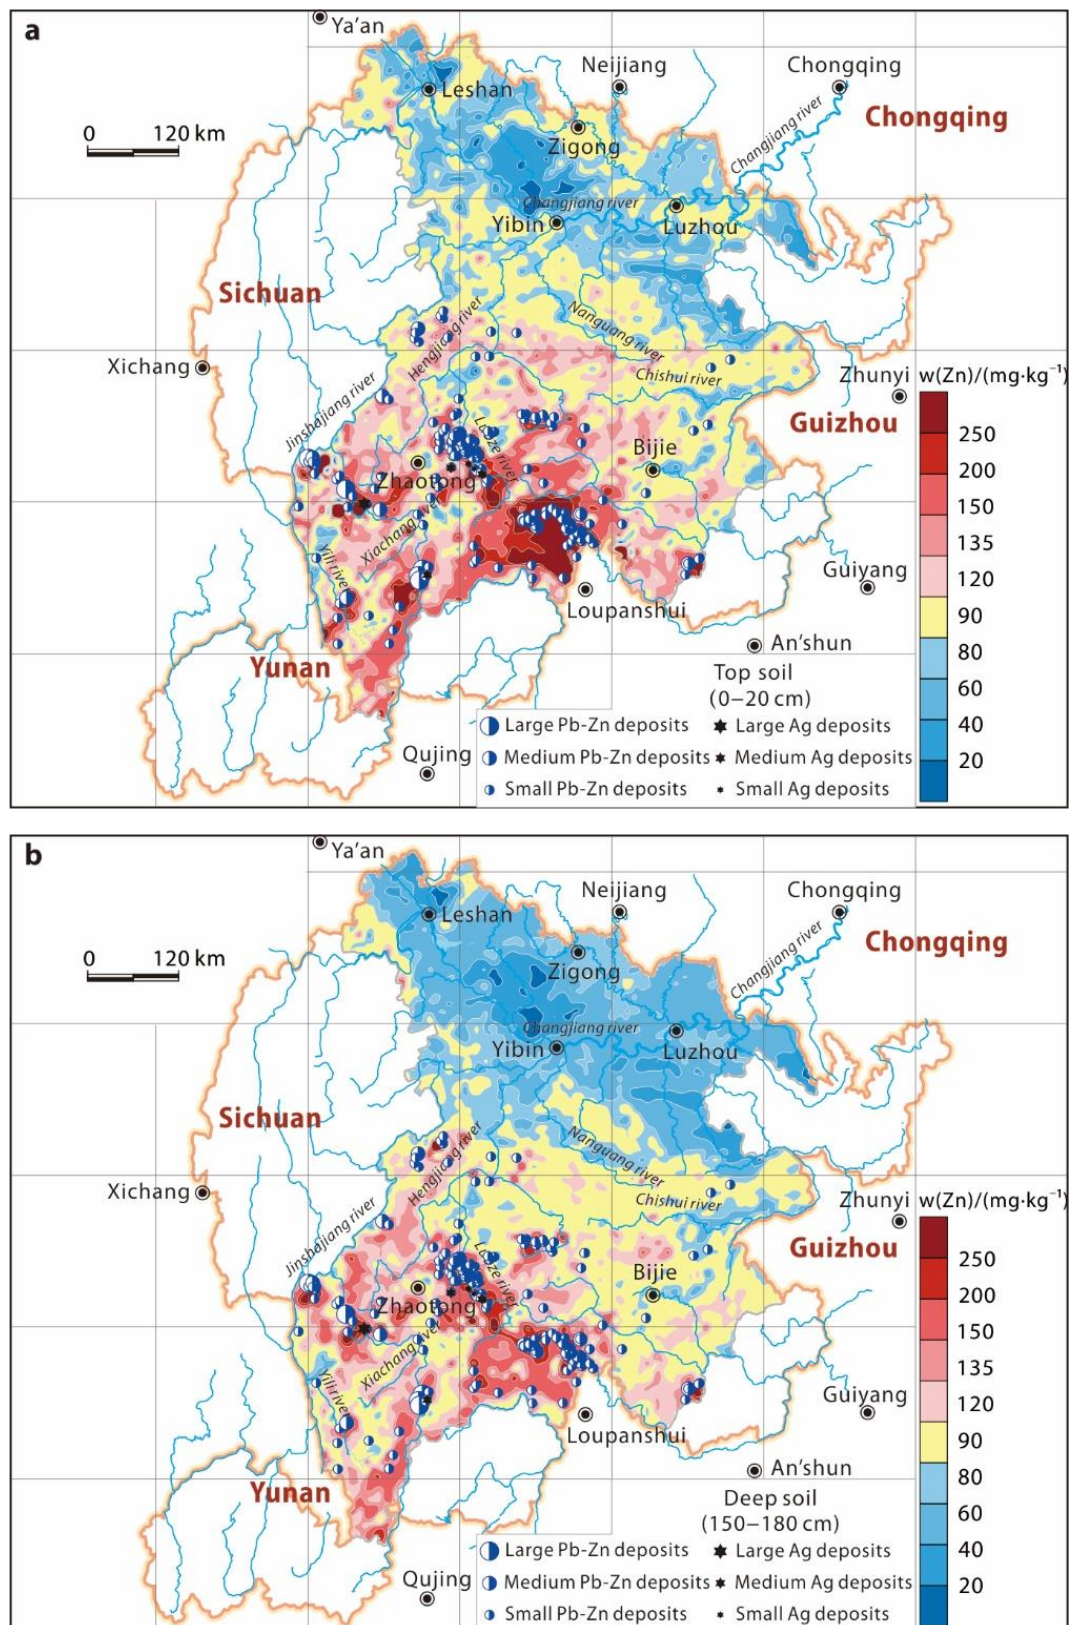 a
Ya'an
Neijiang
Chongqing
Leshan
Chongqing
0 120 km
Zigong
Changjiang river
Changjiang river
Yibin
Luzhou
Sichuan
Hengjiang river
Nanguang river
Xichang
Chishui river
Zhunyi
w(Zn)/(mg·kg⁻¹)
Jinshajiang river
Guizhou
250
Luoze river
Bijie
200
Zhaotong
150
Xiachang river
135
Yili river
120
Guiyang
Loupanshui
90
An'shun
80
Yunan
Top soil
(0−20 cm)
60
Large Pb-Zn deposits
Large Ag deposits
40
Qujing
Medium Pb-Zn deposits
Medium Ag deposits
20
Small Pb-Zn deposits
Small Ag deposits
b
Ya'an
Neijiang
Chongqing
Leshan
Chongqing
0 120 km
Zigong
Changjiang river
Changjiang river
Yibin
Luzhou
Sichuan
Hengjiang river
Nanguang river
Xichang
Chishui river
Zhunyi
w(Zn)/(mg·kg⁻¹)
Jinshajiang river
Guizhou
250
Luoze river
Bijie
200
Zhaotong
150
Xiachang river
135
Yili river
120
Guiyang
Loupanshui
90
An'shun
80
Yunan
Deep soil
(150−180 cm)
60
Large Pb-Zn deposits
Large Ag deposits
40
Qujing
Medium Pb-Zn deposits
Medium Ag deposits
20
Small Pb-Zn deposits
Small Ag deposits